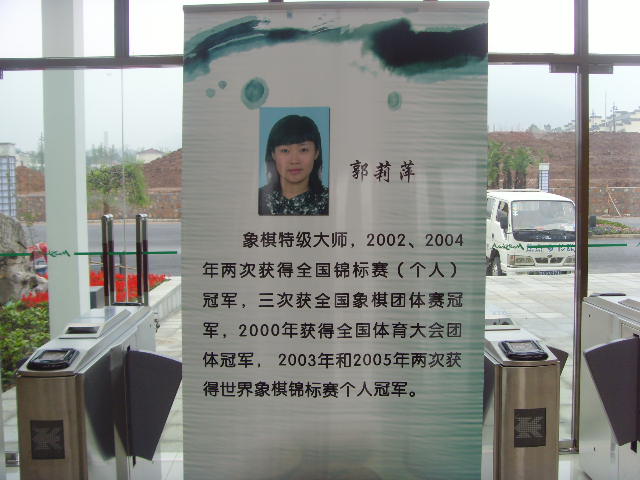 郭莉萍
象棋特级大师，2002、2004
年两次获得全国锦标赛（个人）
冠军，三次获全国象棋团体赛冠
军，2000年获得全国体育大会团
体冠军， 2003年和2005年两次获
得世界象棋锦标赛个人冠军。